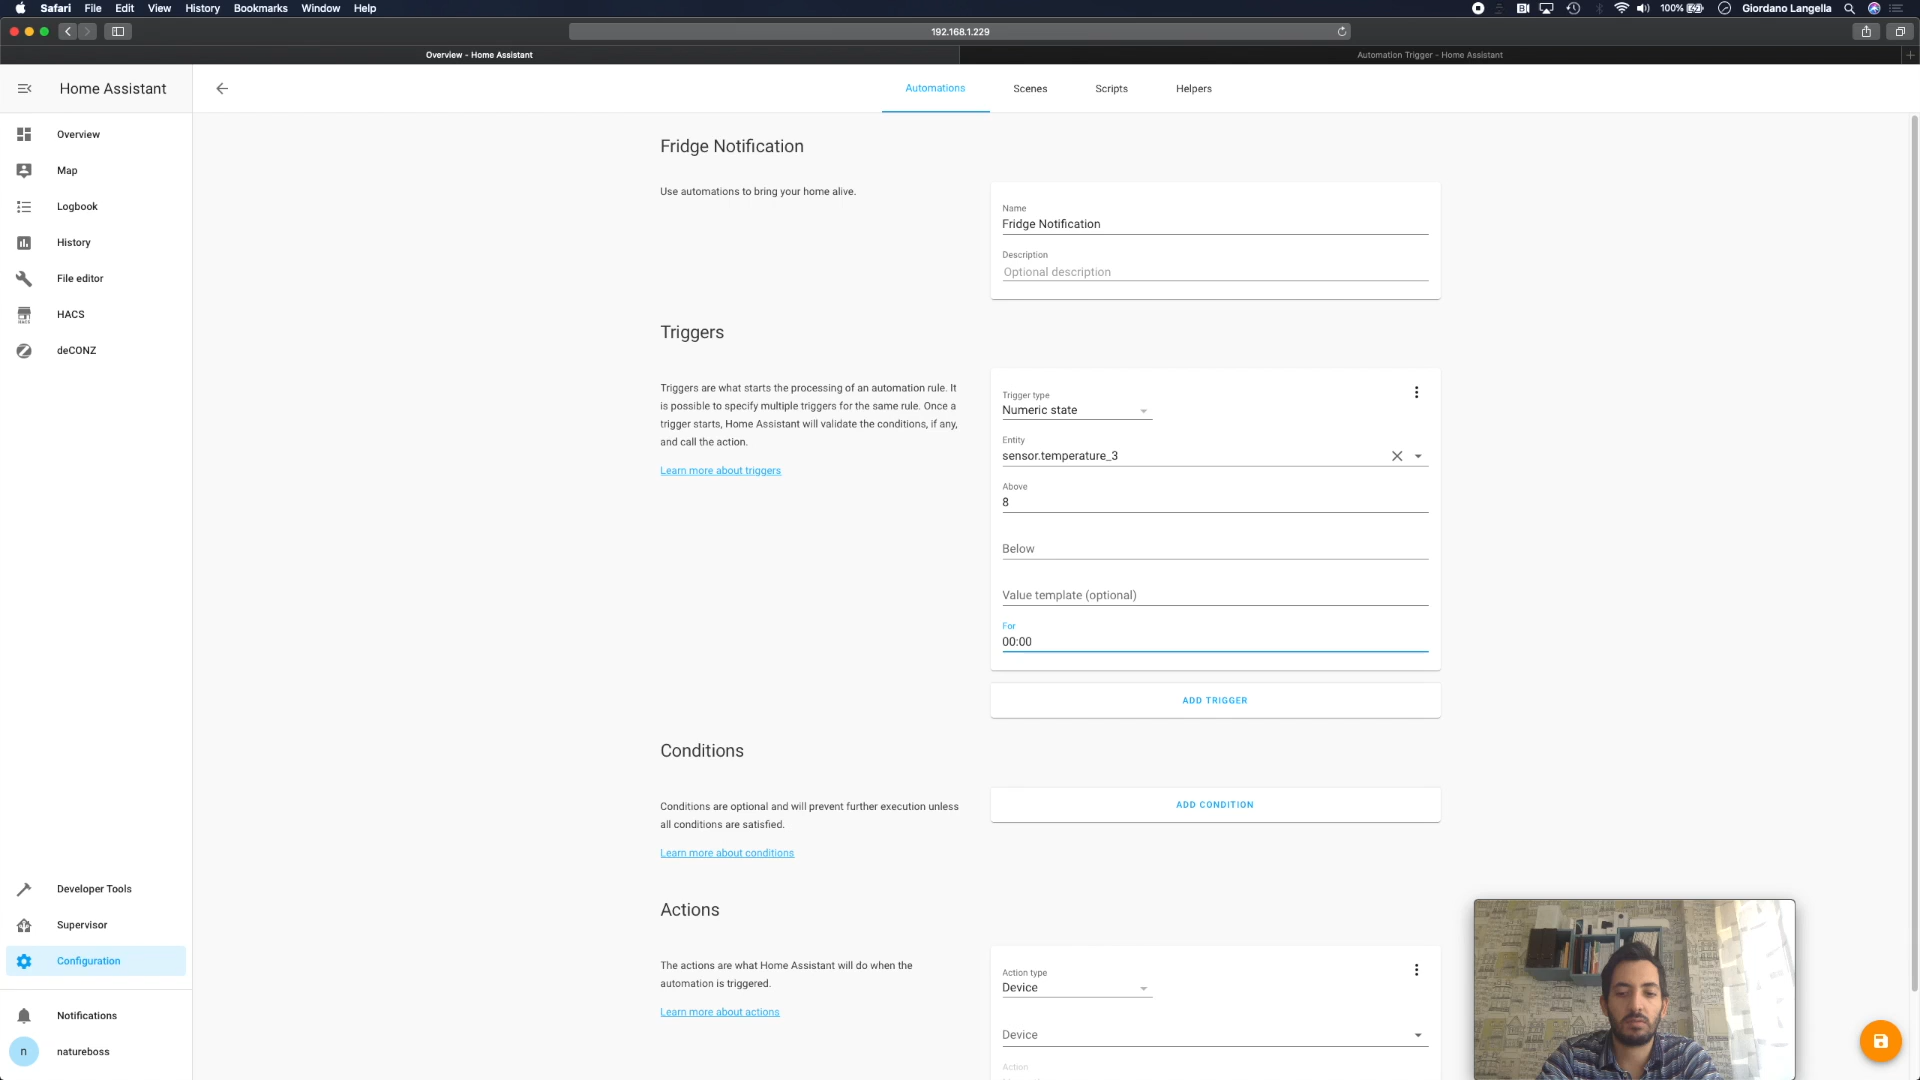 Safari File Edit View History Bookmarks Window Help
100% Giordano Langella
192.168.1.229
Overview - Home Assistant
Automation Trigger - Home Assistant
Home Assistant
Automations Scenes Scripts Helpers
Overview
Map
Logbook
History
File editor
HACS
HACS
deCONZ
Developer Tools
Supervisor
Configuration
Notifications
n
natureboss
Fridge Notification
Use automations to bring your home alive.
Name
Fridge Notification
Description
Optional description
Triggers
Triggers are what starts the processing of an automation rule. It
is possible to specify multiple triggers for the same rule. Once a
trigger starts, Home Assistant will validate the conditions, if any,
and call the action.
Learn more about triggers
Trigger type
Numeric state
Entity
sensor.temperature_3
Above
8
Below
Value template (optional)
For
00:00
ADD TRIGGER
Conditions
Conditions are optional and will prevent further execution unless
all conditions are satisfied.
Learn more about conditions
ADD CONDITION
Actions
The actions are what Home Assistant will do when the
automation is triggered.
Learn more about actions
Action type
Device
Device
Action